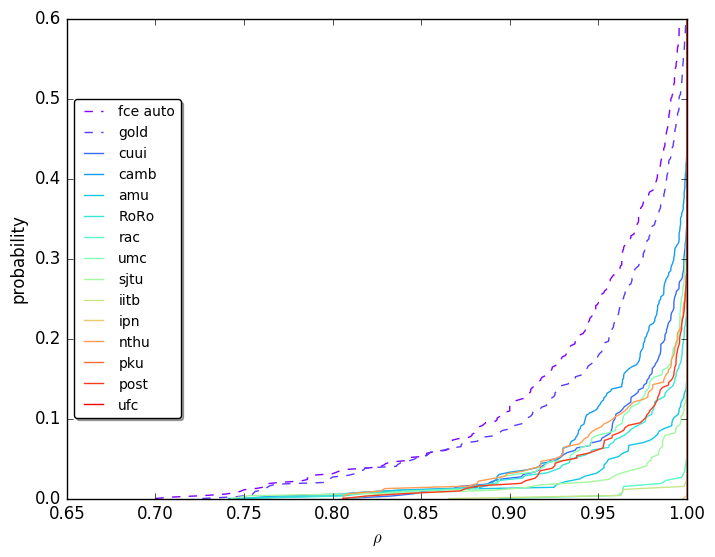 0.6
0.5
0.4
0.3
0.2
0.1
0.0
probability
fce auto
gold
cuui
camb
amu
RoRo
rac
umc
sjtu
iitb
ipn
nthu
pku
post
ufc
0.65 0.70 0.75 0.80 0.85 0.90 0.95 1.00
ρ